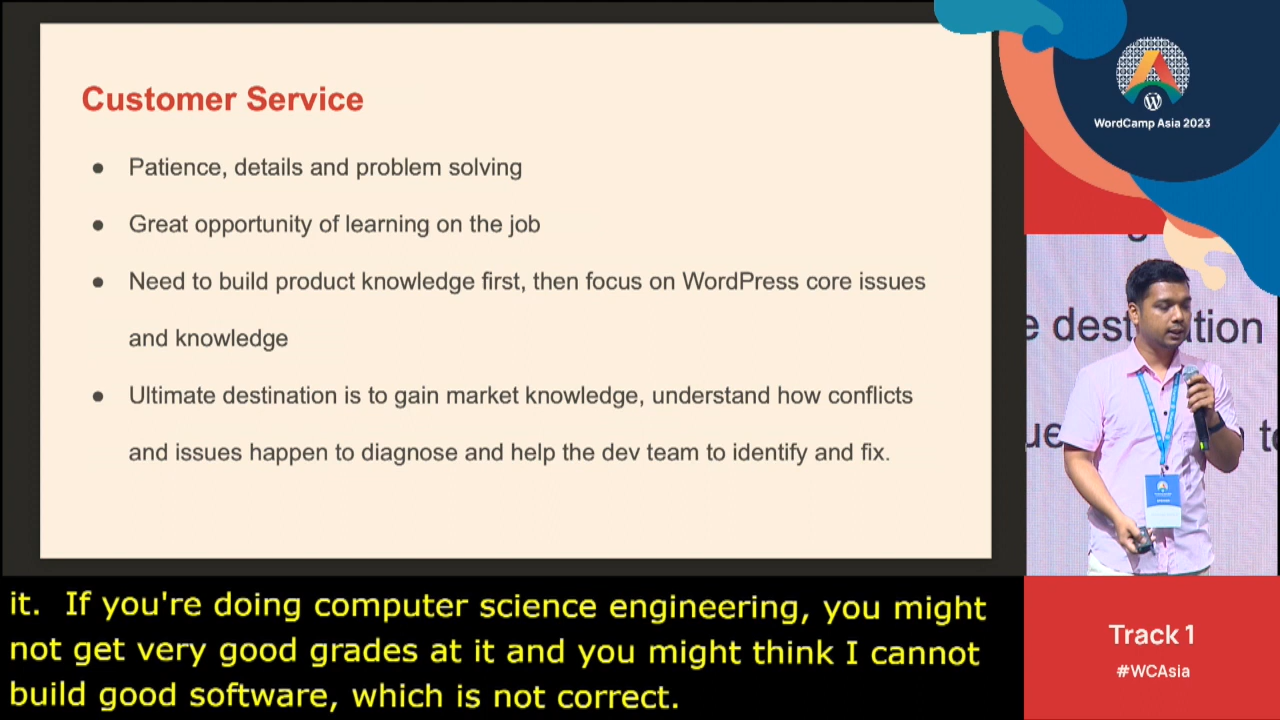 Customer Service
● Patience, details and problem solving
● Great opportunity of learning on the job
● Need to build product knowledge first, then focus on WordPress core issues
and knowledge
● Ultimate destination is to gain market knowledge, understand how conflicts
and issues happen to diagnose and help the dev team to identify and fix.
it.  If you're doing computer science engineering, you might
not get very good grades at it and you might think I cannot
build good software, which is not correct.
WordCamp Asia 2023
Track 1
#WCAsia